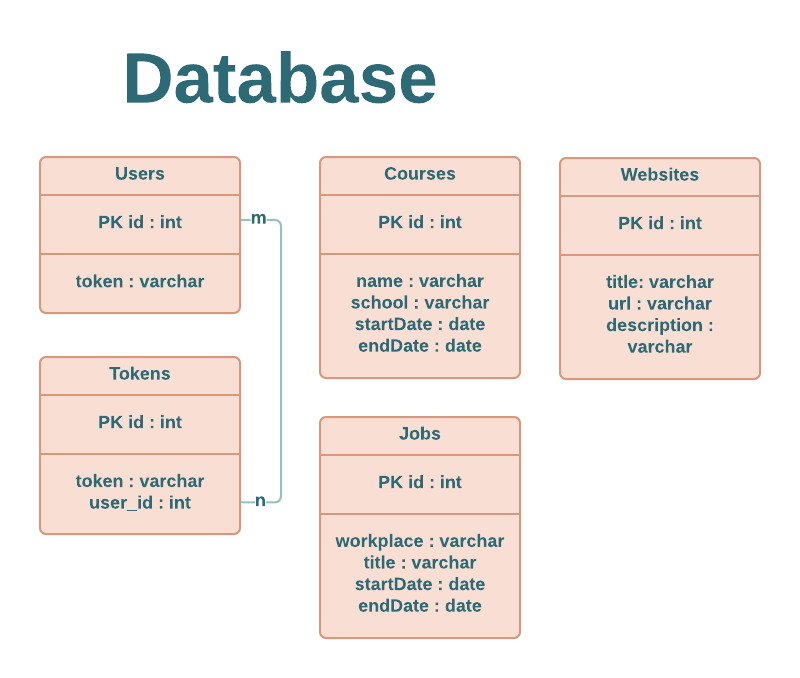 Database
Users
PK id : int
token : varchar
m
Tokens
PK id : int
token : varchar
user_id : int
n
Courses
PK id : int
name : varchar
school : varchar
startDate : date
endDate : date
Jobs
PK id : int
workplace : varchar
title : varchar
startDate : date
endDate : date
Websites
PK id : int
title: varchar
url : varchar
description :
varchar